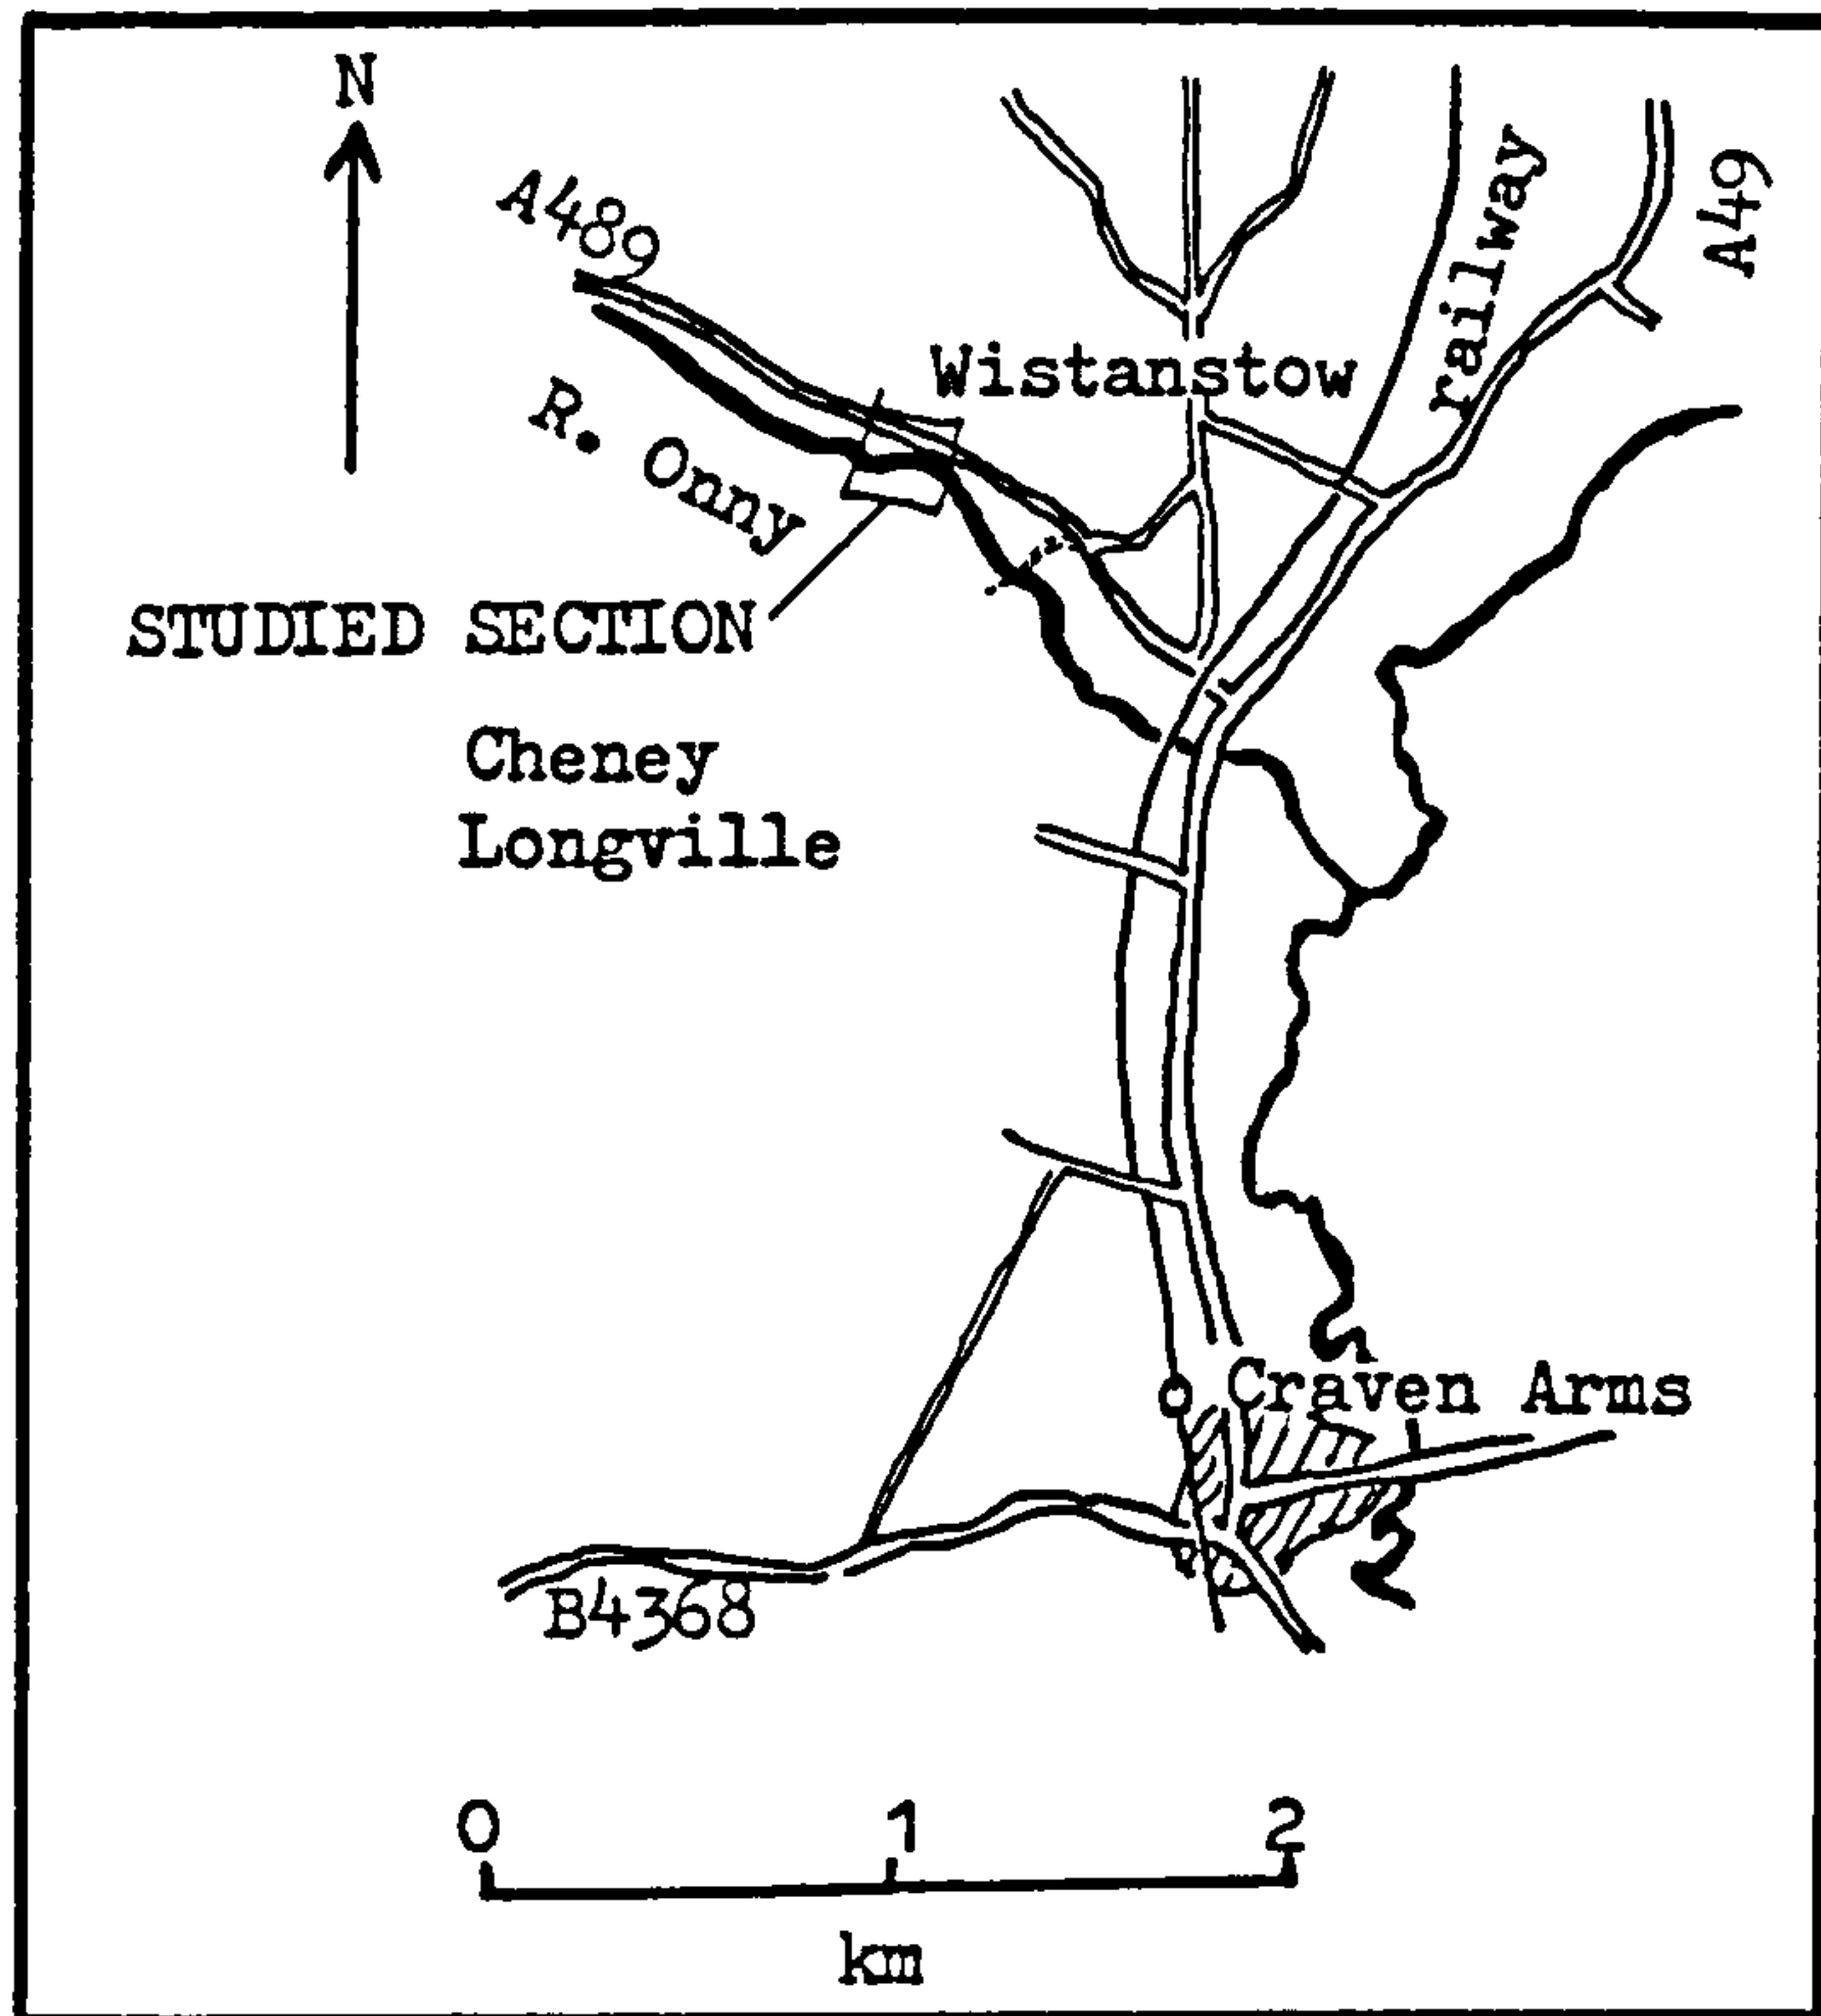 N
A489
railway
A49
Wistanstow
R. Onny
STUDIED SECTION
Cheney
Longville
Craven Arms
B4368
0 1 2
km